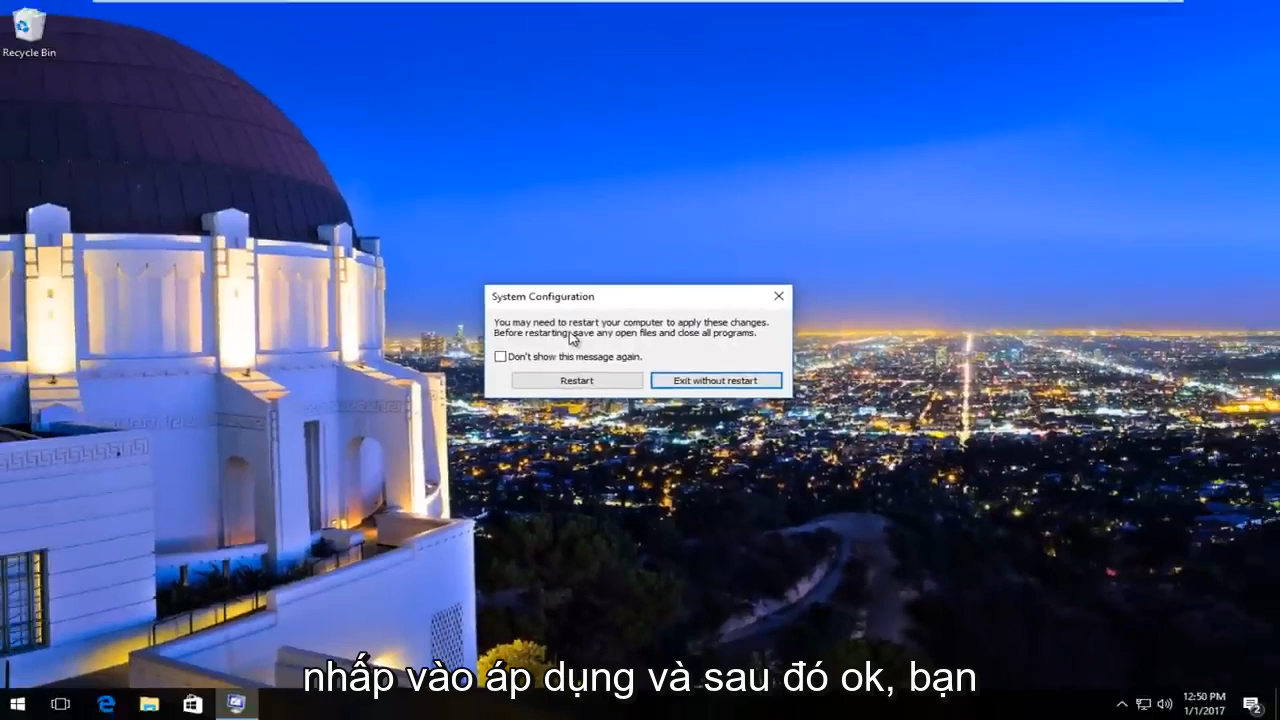 Recycle Bin
System Configuration
You may need to restart your computer to apply these changes.
Before restarting, save any open files and close all programs.
Don't show this message again.
Restart
Exit without restart
nhấp vào áp dụng và sau đó ok, bạn
12:50 PM
1/1/2017
2